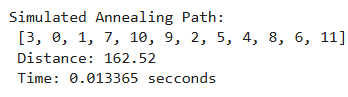 Simulated Annealing Path:
[3, 0, 1, 7, 10, 9, 2, 5, 4, 8, 6, 11]
Distance: 162.52
Time: 0.013365 secconds